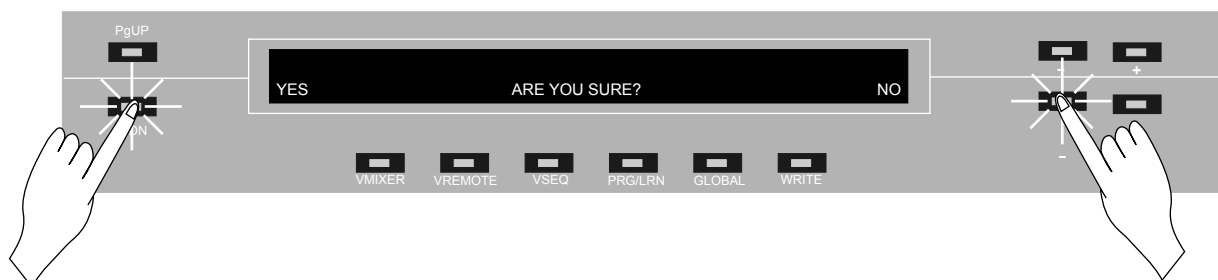 PgUP
- +
YES ARE YOU SURE? NO
-
VMIXER VREMOTE VSEQ PRG/LRN GLOBAL WRITE